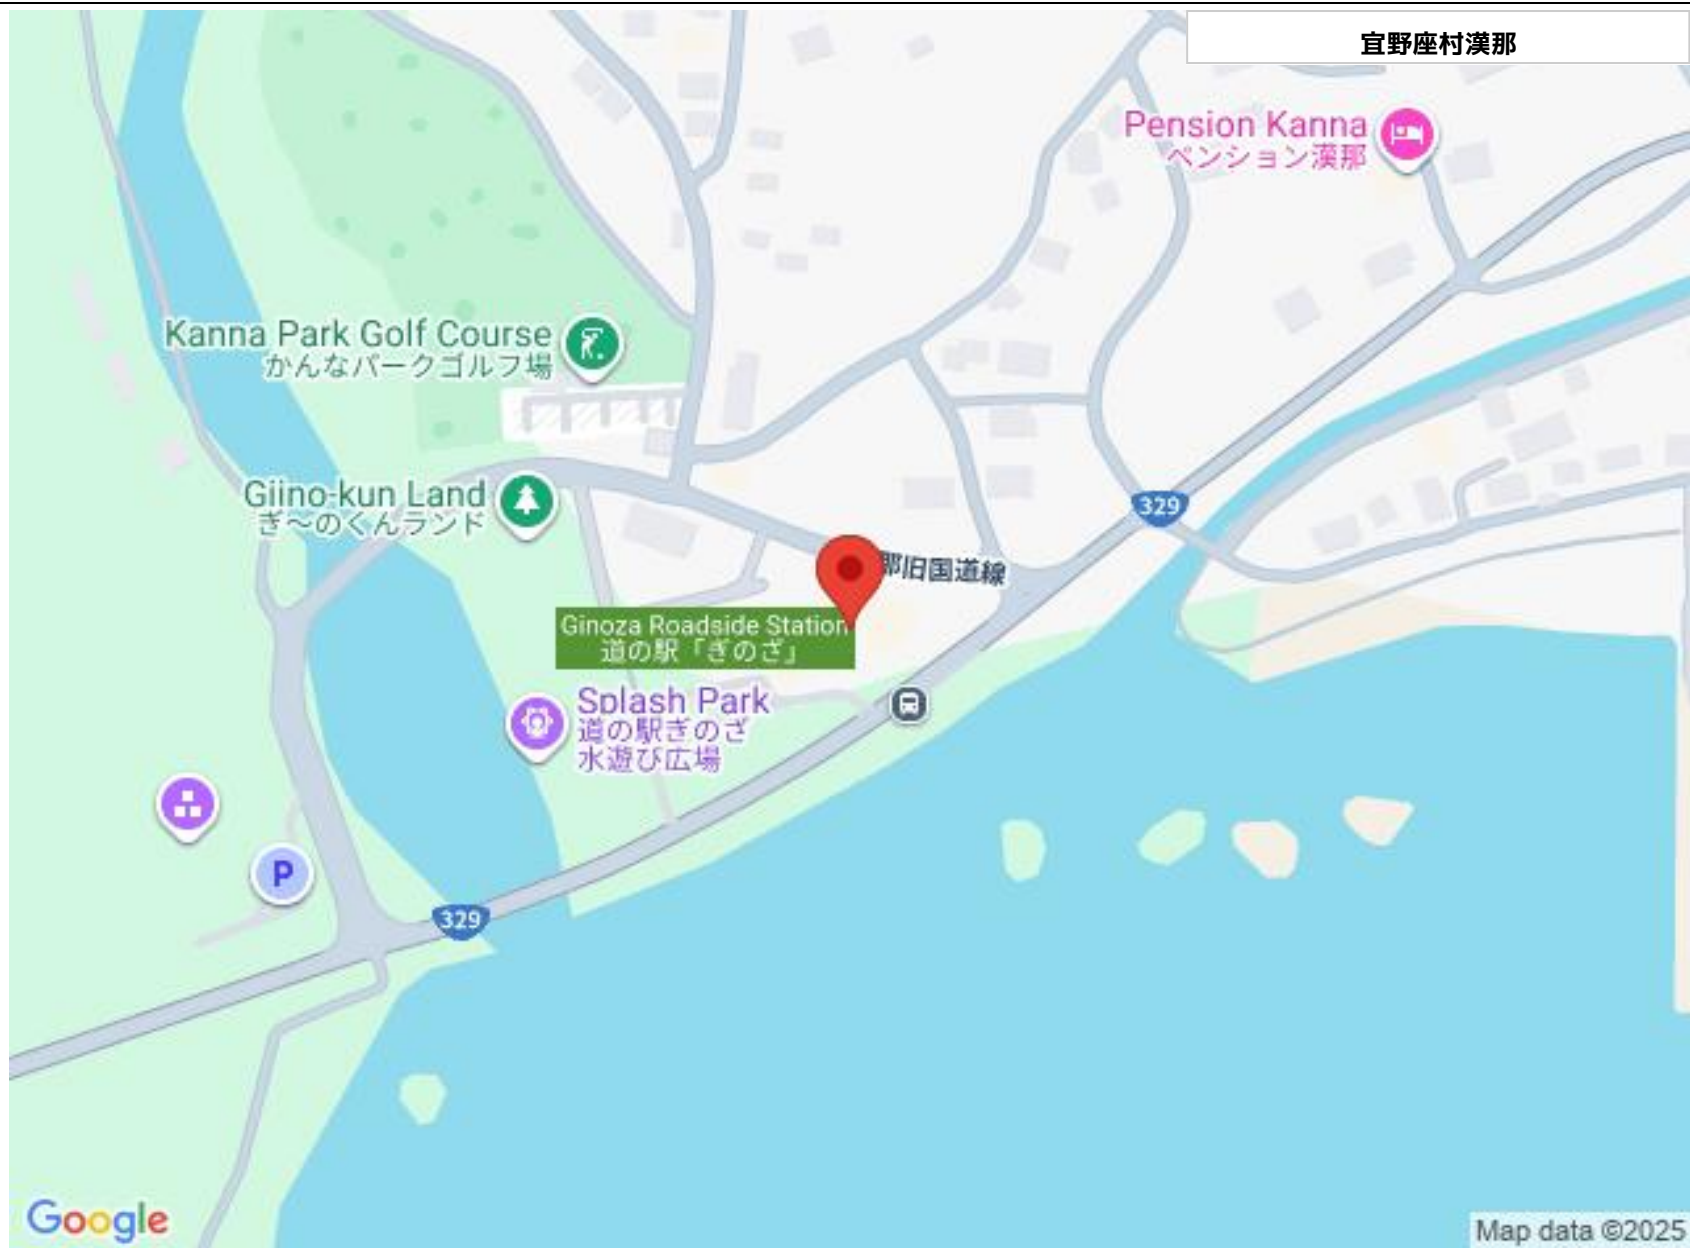 宜野座村漢那
Pension Kanna
ペンション漢那
Kanna Park Golf Course
かんなパークゴルフ場
Giino-kun Land
ぎ〜のくんランド
329
那旧国道線
Ginoza Roadside Station
道の駅「ぎのざ」
Splash Park
道の駅ぎのざ
水遊び広場
P
329
Google
Map data ©2025